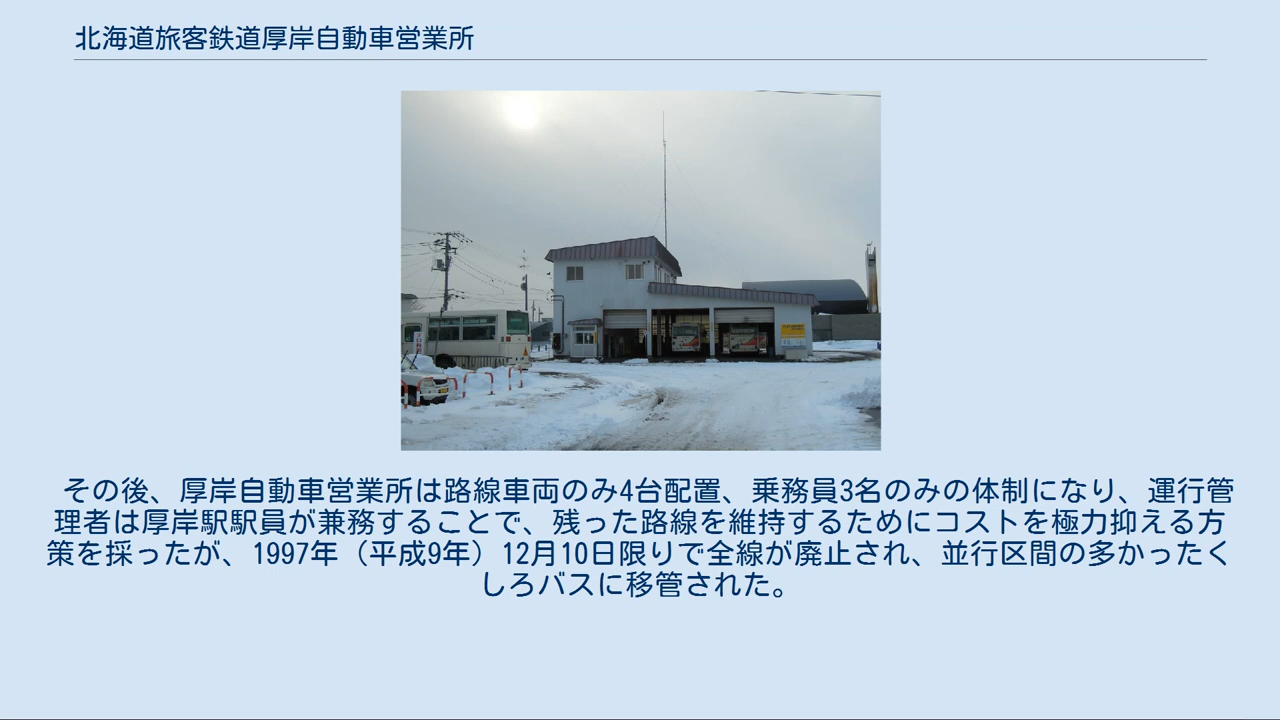 北海道旅客鉄道厚岸自動車営業所
その後、厚岸自動車営業所は路線車両のみ4台配置、乗務員3名のみの体制になり、運行管
理者は厚岸駅駅員が兼務することで、残った路線を維持するためにコストを極力抑える方
策を採ったが、1997年（平成9年）12月10日限りで全線が廃止され、並行区間の多かったく
しろバスに移管された。